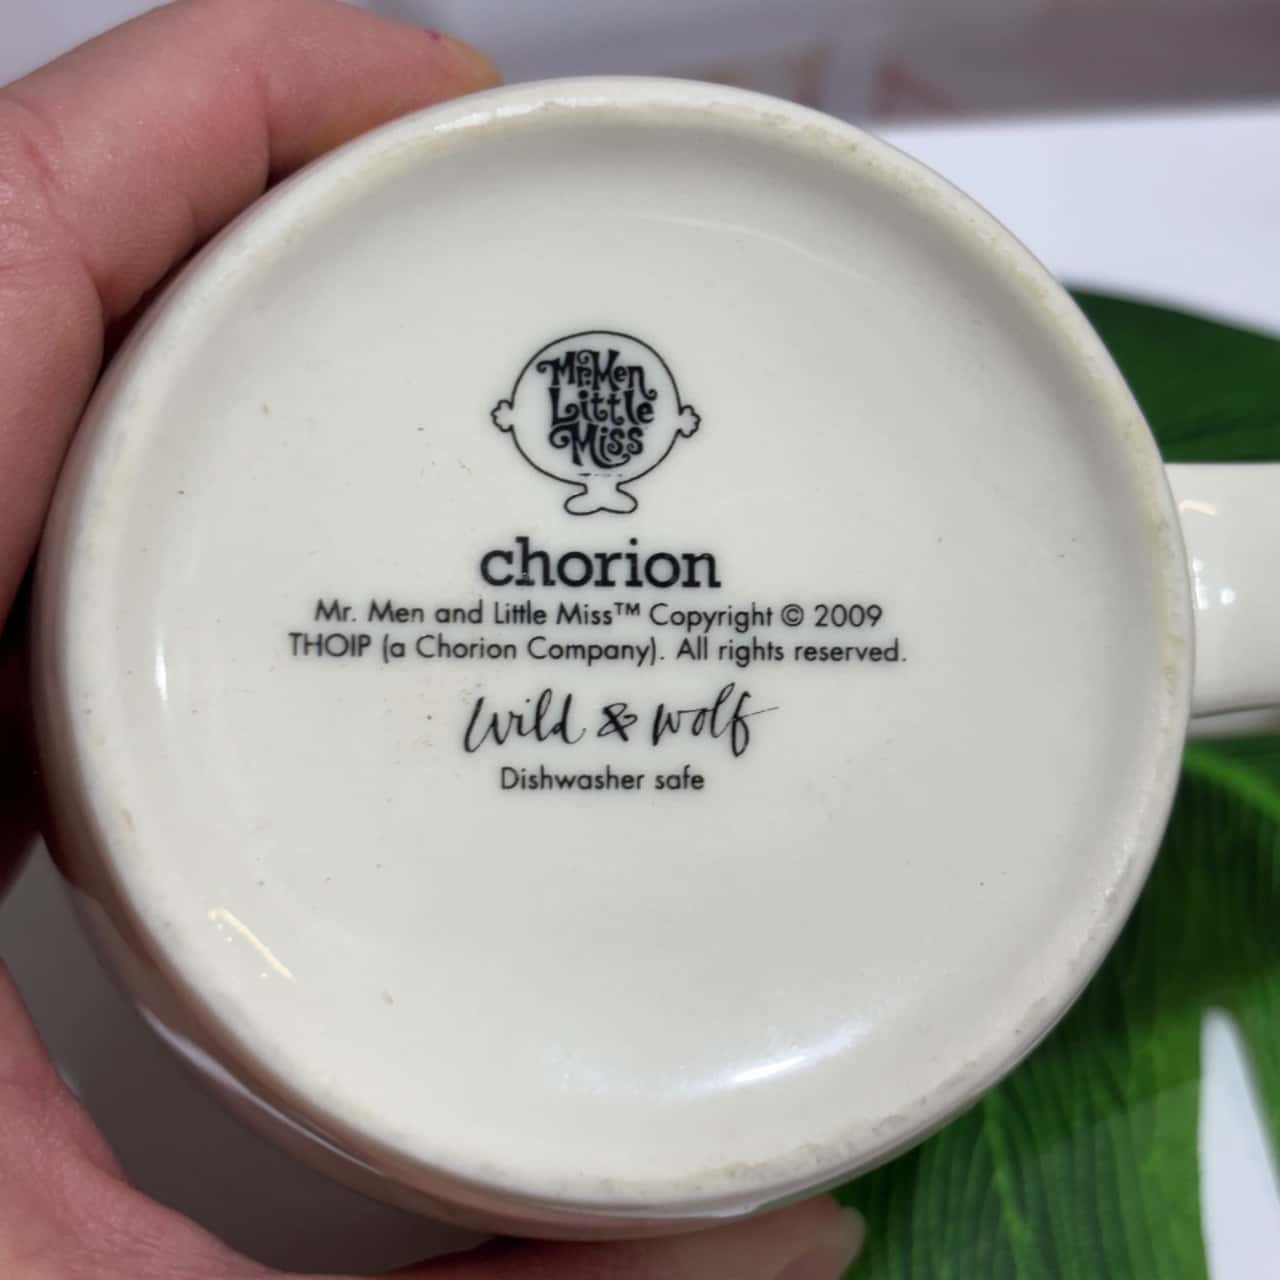 Mr. Men
Little
Miss
chorion
Mr. Men and Little Miss™ Copyright © 2009
THOIP (a Chorion Company). All rights reserved.
Wild & Wolf
Dishwasher safe